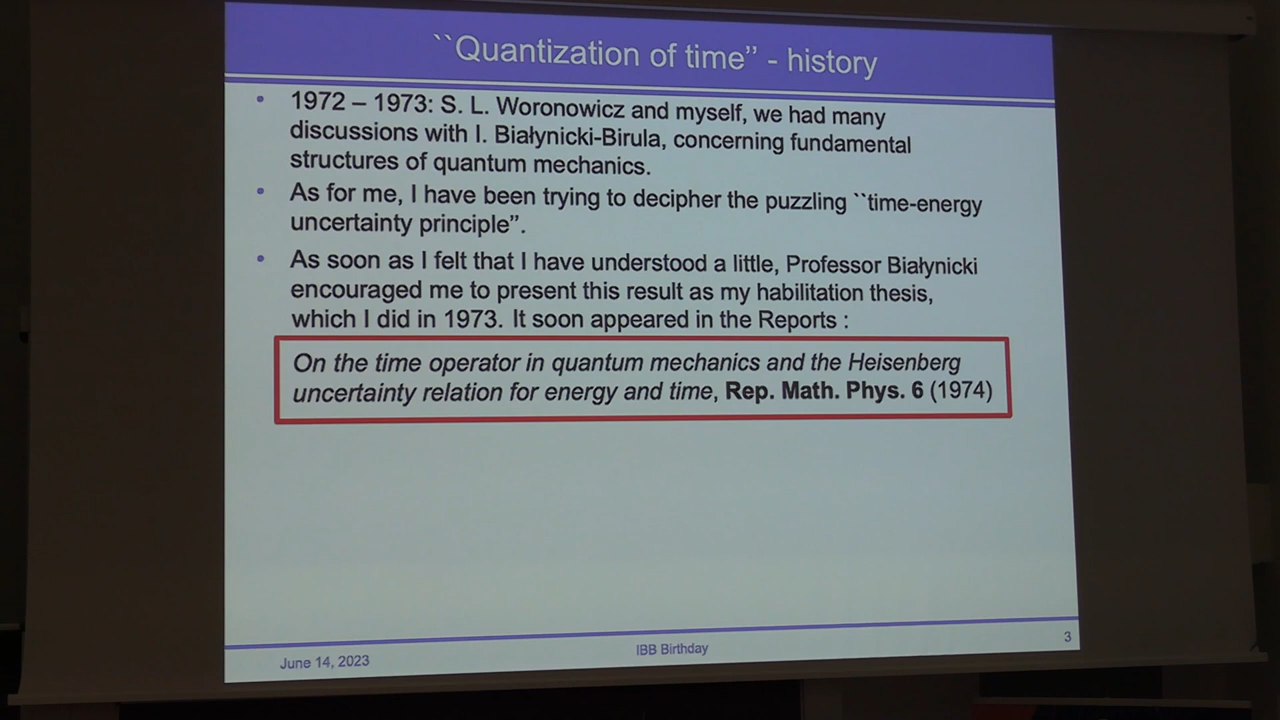 ``Quantization of time” - history
• 1972 – 1973: S. L. Woronowicz and myself, we had many
discussions with I. Białynicki-Birula, concerning fundamental
structures of quantum mechanics.
• As for me, I have been trying to decipher the puzzling ``time-energy
uncertainty principle”.
• As soon as I felt that I have understood a little, Professor Białynicki
encouraged me to present this result as my habilitation thesis,
which I did in 1973. It soon appeared in the Reports :
On the time operator in quantum mechanics and the Heisenberg
uncertainty relation for energy and time, Rep. Math. Phys. 6 (1974)
June 14, 2023
IBB Birthday
3